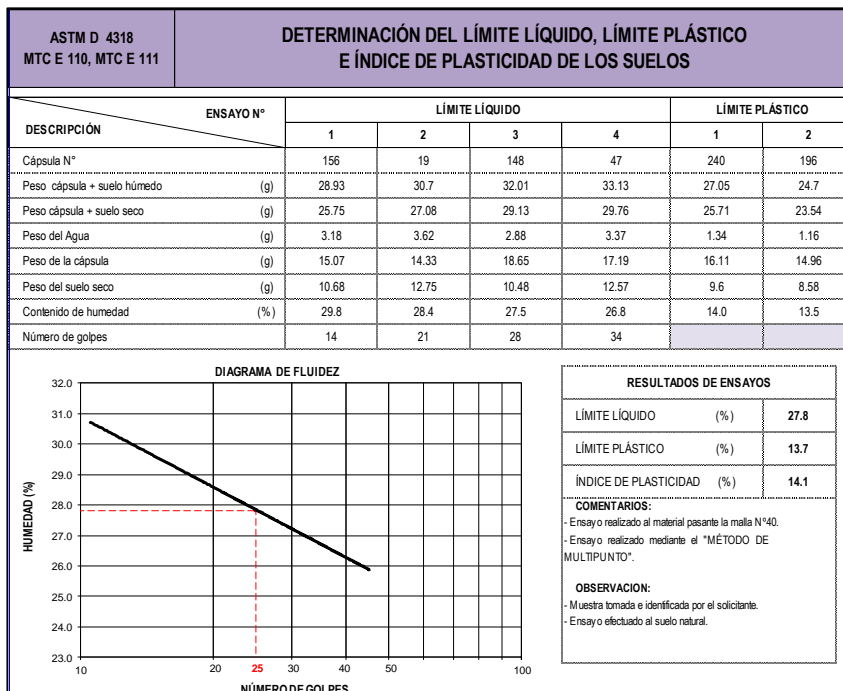 ASTM D 4318
MTC E 110, MTC E 111
DETERMINACIÓN DEL LÍMITE LÍQUIDO, LÍMITE PLÁSTICO
E ÍNDICE DE PLASTICIDAD DE LOS SUELOS
ENSAYO N° LÍMITE LÍQUIDO LÍMITE PLÁSTICO
DESCRIPCIÓN 1 2 3 4 1 2
Cápsula N° 156 19 148 47 240 196
Peso cápsula + suelo húmedo (g) 28.93 30.7 32.01 33.13 27.05 24.7
Peso cápsula + suelo seco (g) 25.75 27.08 29.13 29.76 25.71 23.54
Peso del Agua (g) 3.18 3.62 2.88 3.37 1.34 1.16
Peso de la cápsula (g) 15.07 14.33 18.65 17.19 16.11 14.96
Peso del suelo seco (g) 10.68 12.75 10.48 12.57 9.6 8.58
Contenido de humedad (%) 29.8 28.4 27.5 26.8 14.0 13.5
Número de golpes 14 21 28 34
DIAGRAMA DE FLUIDEZ
HUMEDAD (%)
32.0
31.0
30.0
29.0
28.0
27.0
26.0
25.0
24.0
23.0
10 20 25 30 40 50 100
NÚMERO DE GOLPES
RESULTADOS DE ENSAYOS
LÍMITE LÍQUIDO (%) 27.8
LÍMITE PLÁSTICO (%) 13.7
ÍNDICE DE PLASTICIDAD (%) 14.1
COMENTARIOS:
- Ensayo realizado al material pasante la malla N°40.
- Ensayo realizado mediante el "MÉTODO DE
MULTIPUNTO".
OBSERVACION:
- Muestra tomada e identificada por el solicitante.
- Ensayo efectuado al suelo natural.